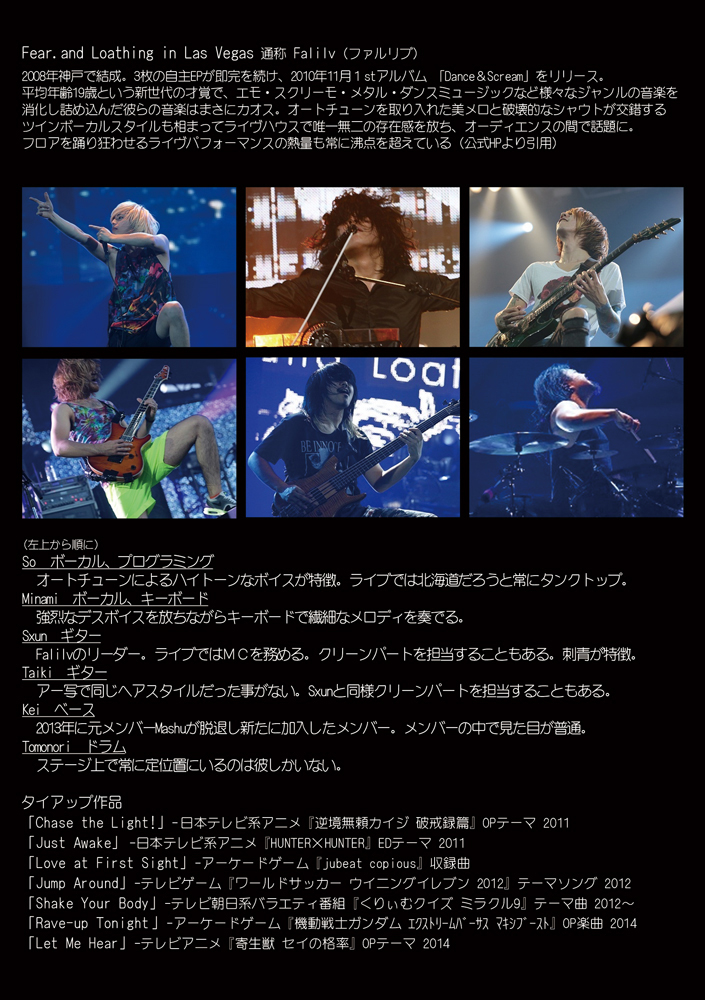 Fear.and Loathing in Las Vegas 通称 Falilv（ファルリブ）
2008年神戸で結成。3枚の自主EPが即完を続け、2010年11月１stアルバム 「Dance＆Scream」をリリース。
平均年齢19歳という新世代の才覚で、エモ・スクリーモ・メタル・ダンスミュージックなど様々なジャンルの音楽を
消化し詰め込んだ彼らの音楽はまさにカオス。オートチューンを取り入れた美メロと破壊的なシャウトが交錯する
ツインボーカルスタイルも相まってライヴハウスで唯一無二の存在感を放ち、オーディエンスの間で話題に。
フロアを踊り狂わせるライヴパフォーマンスの熱量も常に沸点を超えている（公式HPより引用）
Loat
BE INNO
（左上から順に）
So　ボーカル、プログラミング
オートチューンによるハイトーンなボイスが特徴。ライブでは北海道だろうと常にタンクトップ。
Minami　ボーカル、キーボード
強烈なデスボイスを放ちながらキーボードで繊細なメロディを奏でる。
Sxun　ギター
Falilvのリーダー。ライブではＭＣを務める。クリーンパートを担当することもある。刺青が特徴。
Taiki　ギター
アー写で同じヘアスタイルだった事がない。Sxunと同様クリーンパートを担当することもある。
Kei　ベース
2013年に元メンバーMashuが脱退し新たに加入したメンバー。メンバーの中で見た目が普通。
Tomonori　ドラム
ステージ上で常に定位置にいるのは彼しかいない。
タイアップ作品
「Chase the Light!」-日本テレビ系アニメ『逆境無頼カイジ 破戒録篇』OPテーマ 2011
「Just Awake」 -日本テレビ系アニメ『HUNTER×HUNTER』EDテーマ 2011
「Love at First Sight」-アーケードゲーム『jubeat copious』収録曲
「Jump Around」-テレビゲーム『ワールドサッカー ウイニングイレブン 2012』テーマソング 2012
「Shake Your Body」-テレビ朝日系バラエティ番組『くりぃむクイズ ミラクル9』テーマ曲 2012～
「Rave-up Tonight」-アーケードゲーム『機動戦士ガンダム ｴｸｽﾄﾘｰﾑﾊﾞｰｻｽ ﾏｷｼﾌﾞｰｽﾄ』OP楽曲 2014
「Let Me Hear」-テレビアニメ『寄生獣 セイの格率』OPテーマ 2014